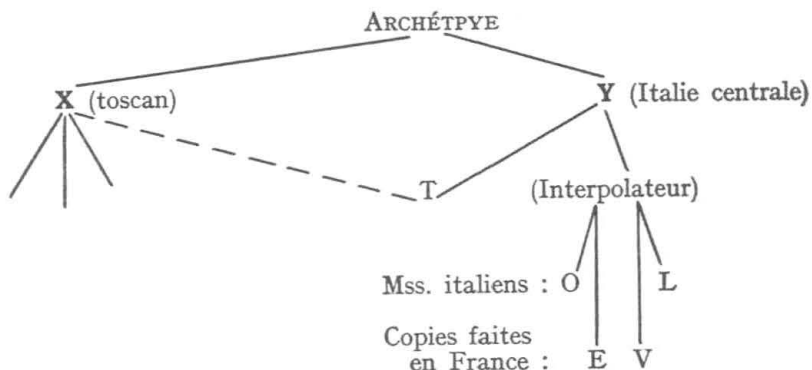 ARCHÉTPYE
X (toscan)
Y (Italie centrale)
T
(Interpolateur)
Mss. italiens : O L
Copies faites
en France : E V